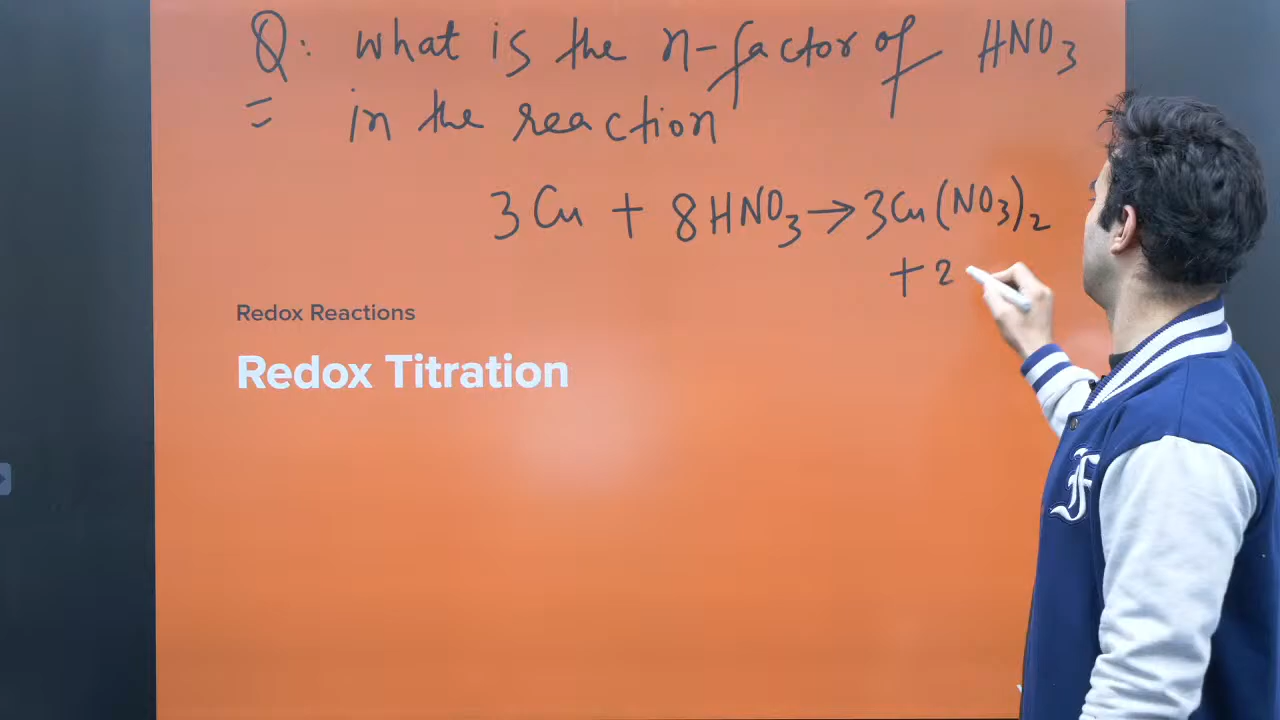 Q: what is the n-factor of HNO3
in the reaction
3Cu + 8HNO3 → 3Cu(NO3)2
+ 2
Redox Reactions
Redox Titration
F